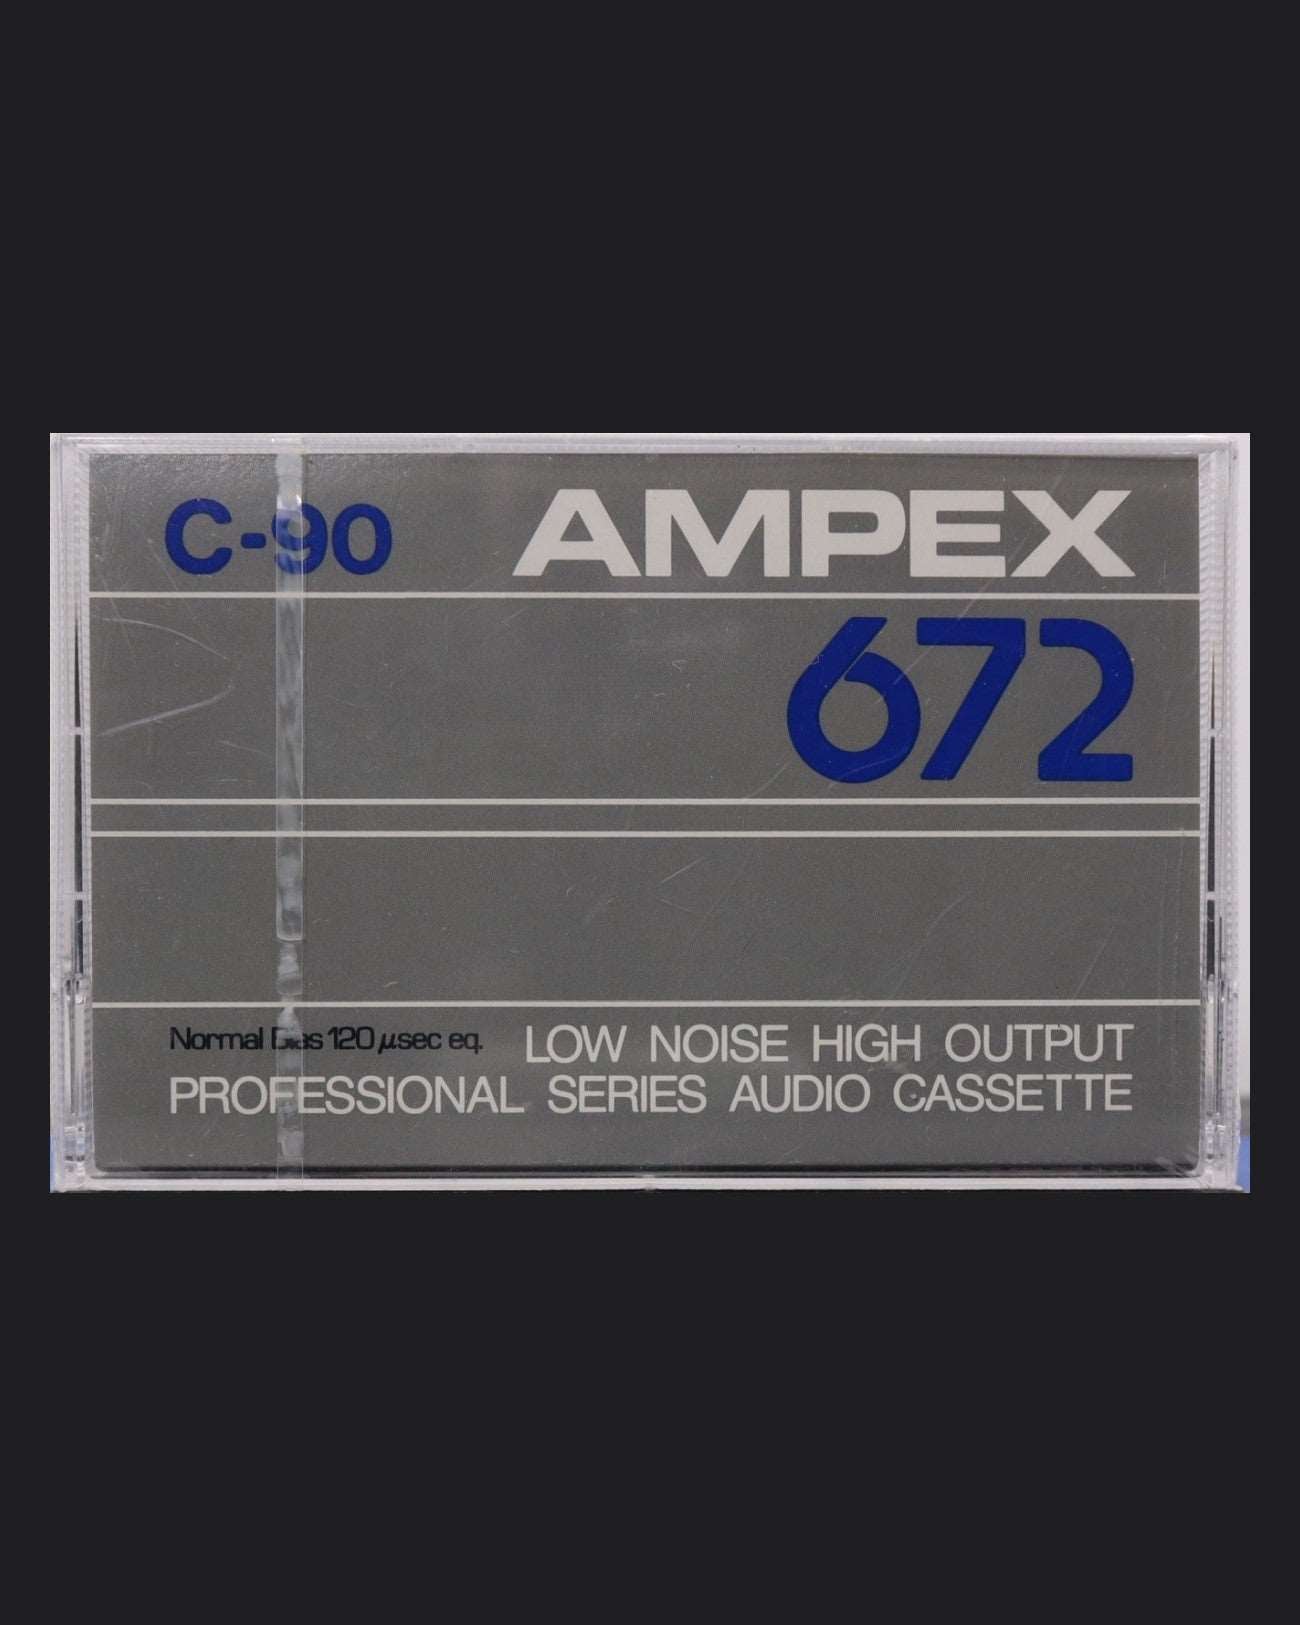 C-90 AMPEX
672
Normal Bias 120 µsec eq. LOW NOISE HIGH OUTPUT
PROFESSIONAL SERIES AUDIO CASSETTE